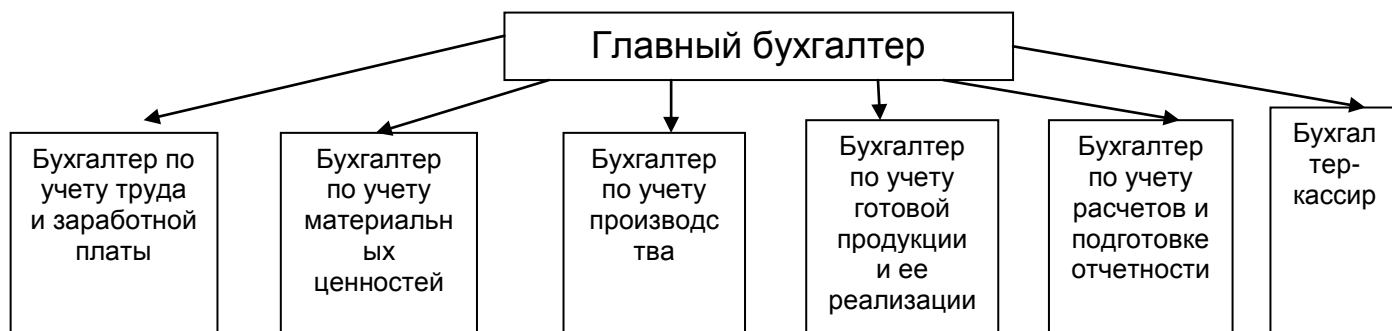 Главный бухгалтер
Бухгалтер по
учету труда
и заработной
платы
Бухгалтер
по учету
материальн
ых
ценностей
Бухгалтер
по учету
производс
тва
Бухгалтер
по учету
готовой
продукции
и ее
реализации
Бухгалтер
по учету
расчетов и
подготовке
отчетности
Бухгал
тер-
кассир